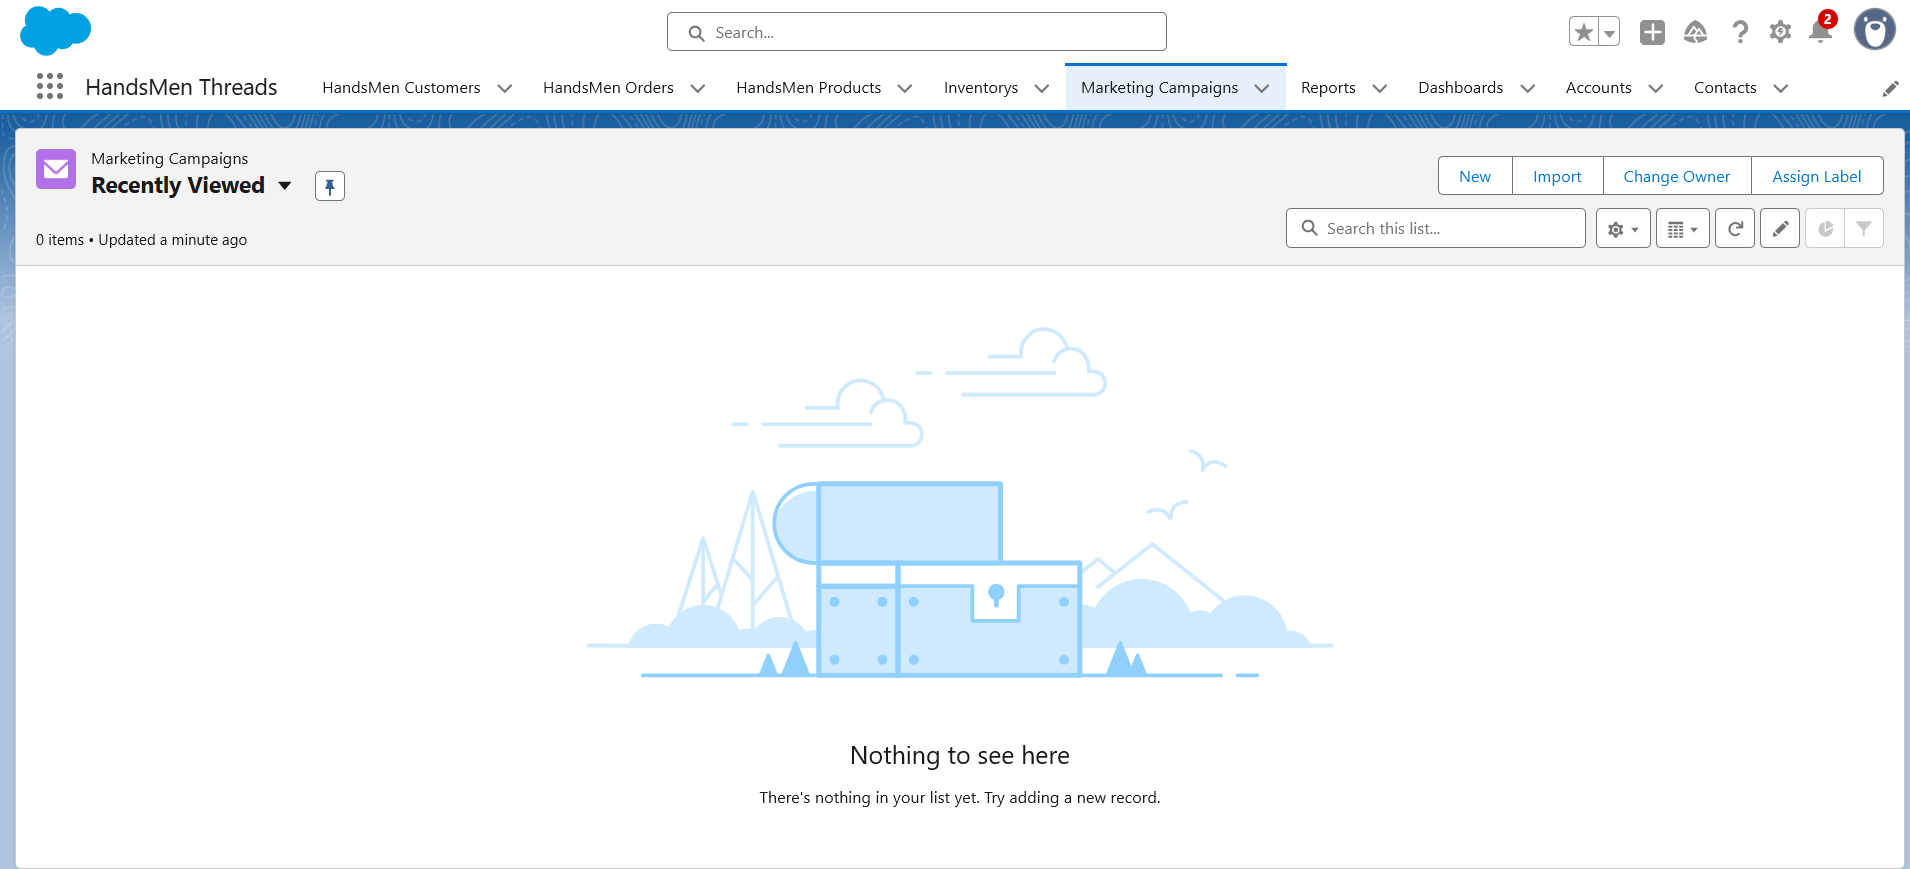 Search...
2
HandsMen Threads
HandsMen Customers
HandsMen Orders
HandsMen Products
Inventorys
Marketing Campaigns
Reports
Dashboards
Accounts
Contacts
Marketing Campaigns
Recently Viewed
New
Import
Change Owner
Assign Label
0 items • Updated a minute ago
Search this list...
Nothing to see here
There's nothing in your list yet. Try adding a new record.